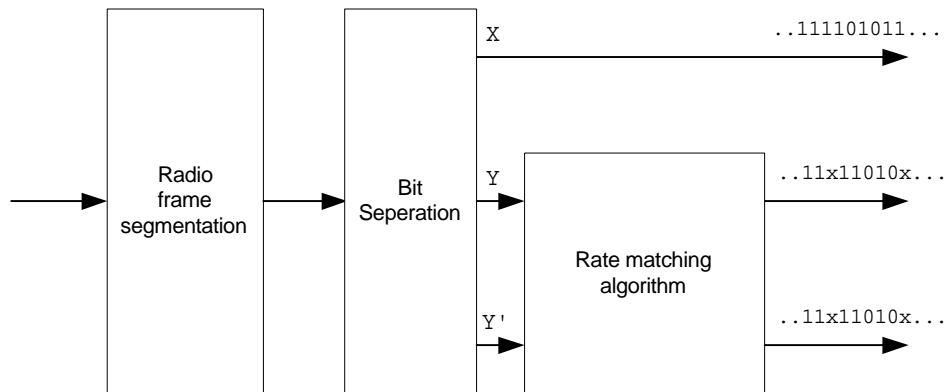 X
..111101011...
Radio
frame
segmentation
Bit
Seperation
Y
..11x11010x...
Rate matching
algorithm
Y'
..11x11010x...